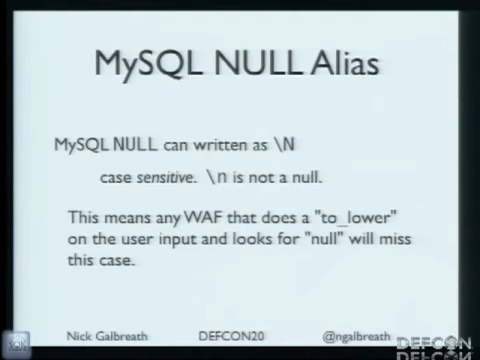 MySQL NULL Alias
MySQL NULL can written as \N
case sensitive. \n is not a null.
This means any WAF that does a "to_lower"
on the user input and looks for "null" will miss
this case.
Nick Galbreath DEFCON20 @ngalbreath
DEFCON